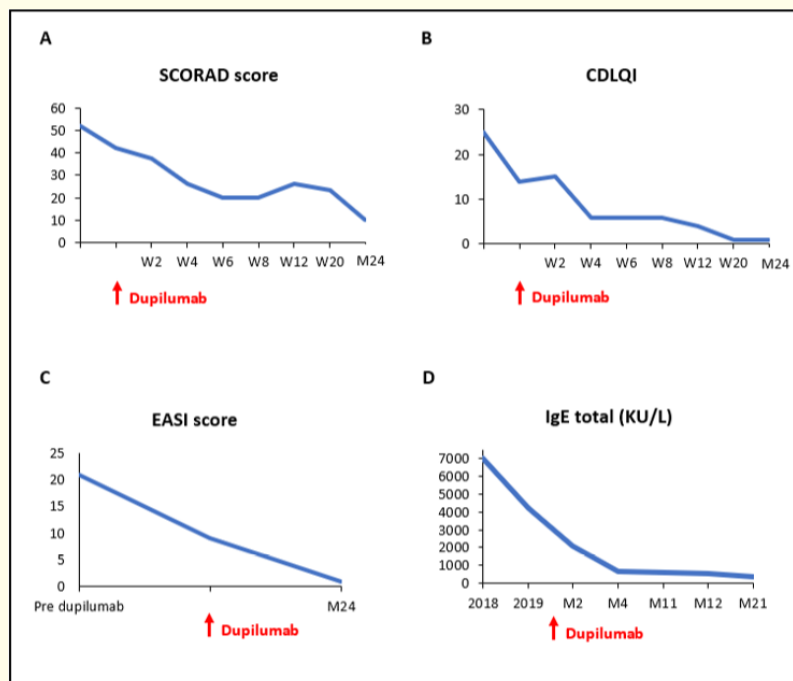 A
SCORAD score
60
50
40
30
20
10
0
W2 W4 W6 W8 W12 W20 M24
Dupilumab
B
CDLQI
30
20
10
0
W2 W4 W6 W8 W12 W20 M24
Dupilumab
C
EASI score
25
20
15
10
5
0
Pre dupilumab M24
Dupilumab
D
IgE total (KU/L)
7000
6000
5000
4000
3000
2000
1000
0
2018 2019 M2 M4 M11 M12 M21
Dupilumab